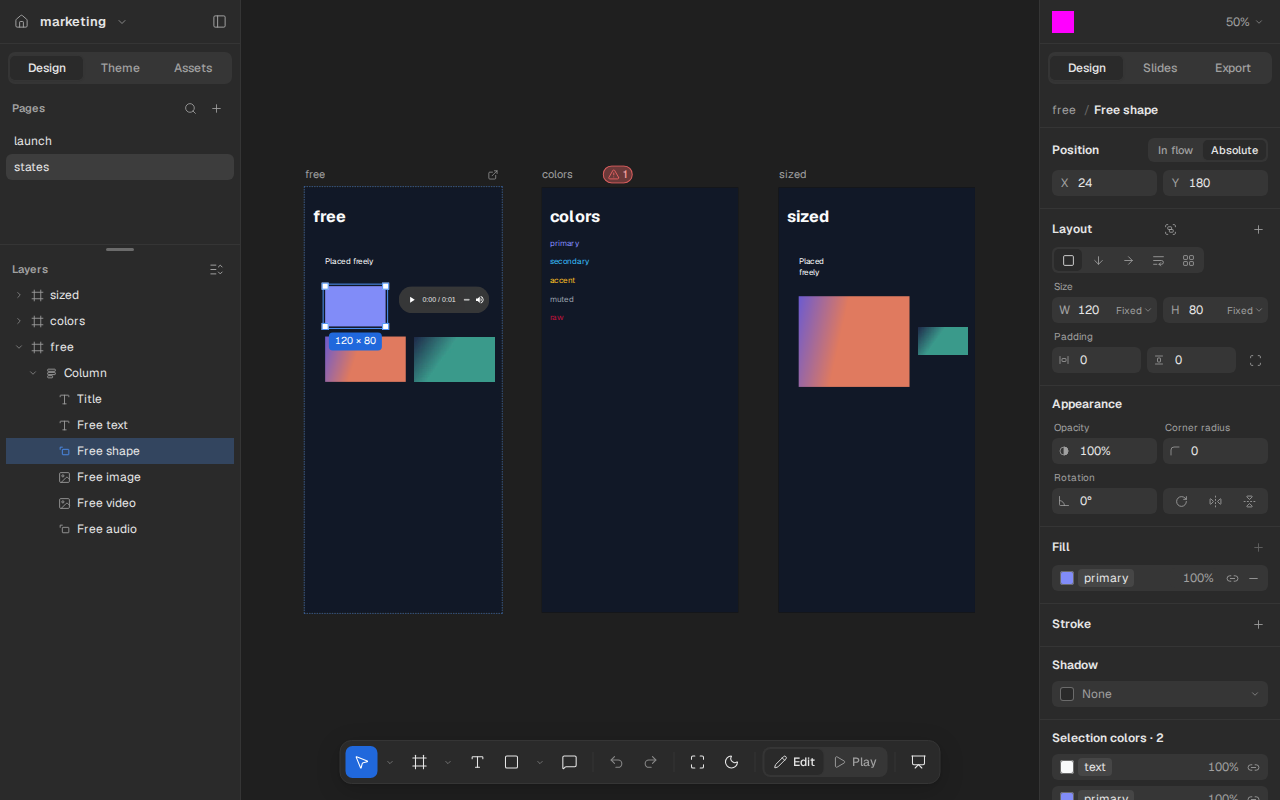 marketing
Design
Theme
Assets
Pages
launch
states
Layers
sized
colors
free
Column
Title
Free text
Free shape
Free image
Free video
Free audio
free
free
Placed freely
0:00 / 0:01
120 × 80
colors
1
colors
primary
secondary
accent
muted
raw
sized
sized
Placed
freely
Edit
Play
50%
Design
Slides
Export
free / Free shape
Position
In flow
Absolute
X 24
Y 180
Layout
Size
W 120 Fixed
H 80 Fixed
Padding
0
0
Appearance
Opacity
Corner radius
100%
0
Rotation
0°
Fill
primary 100%
Stroke
Shadow
None
Selection colors · 2
text 100%
primary 100%